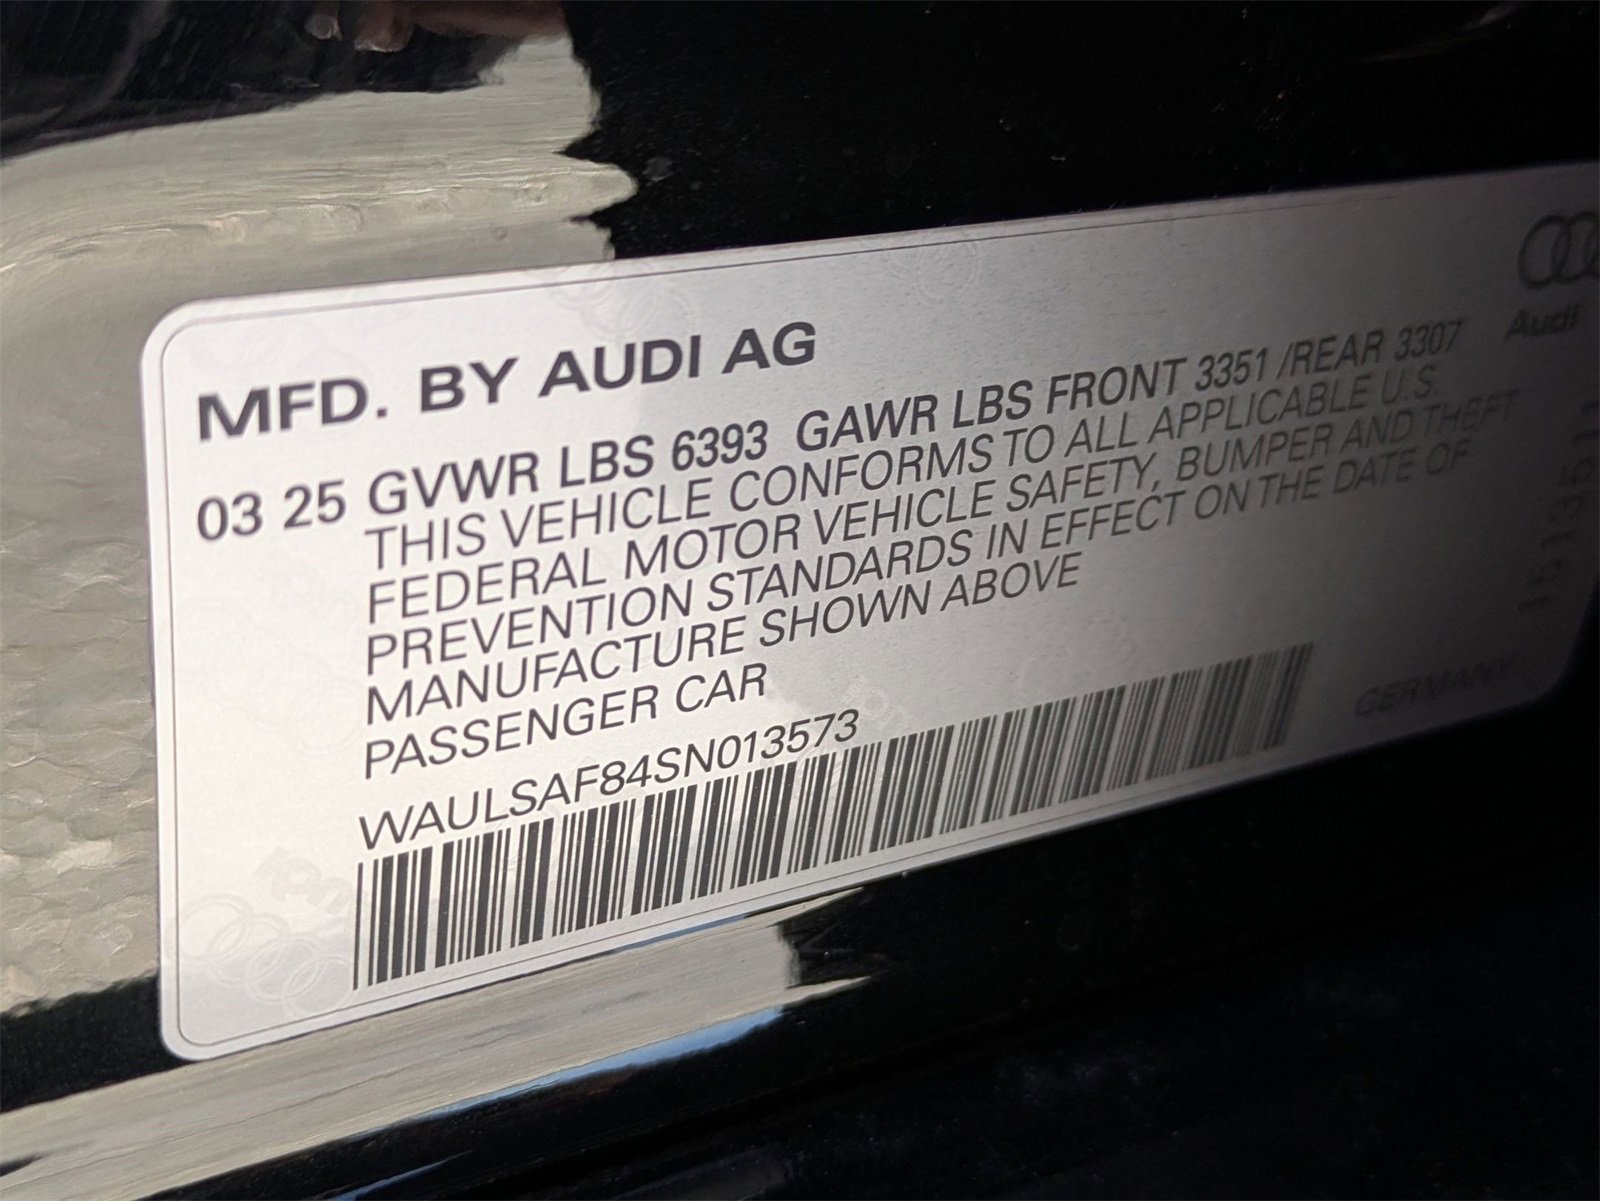 MFD. BY AUDI AG
Audi
03 25 GVWR LBS 6393 GAWR LBS FRONT 3351 /REAR 3307
THIS VEHICLE CONFORMS TO ALL APPLICABLE U.S.
FEDERAL MOTOR VEHICLE SAFETY, BUMPER AND THEFT
PREVENTION STANDARDS IN EFFECT ON THE DATE OF
MANUFACTURE SHOWN ABOVE
PASSENGER CAR
WAULSAF84SN013573
GERMANY